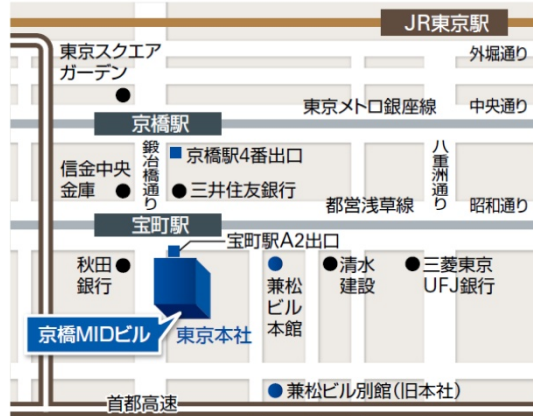 JR東京駅
外堀通り
東京スクエア
ガーデン
東京メトロ銀座線
中央通り
京橋駅
鍛冶橋通り
八重洲通り
京橋駅4番出口
信金中央
金庫
三井住友銀行
都営浅草線
昭和通り
宝町駅
宝町駅A2出口
秋田
銀行
兼松
ビル
本館
清水
建設
三菱東京
UFJ銀行
京橋MIDビル
東京本社
兼松ビル別館(旧本社)
首都高速